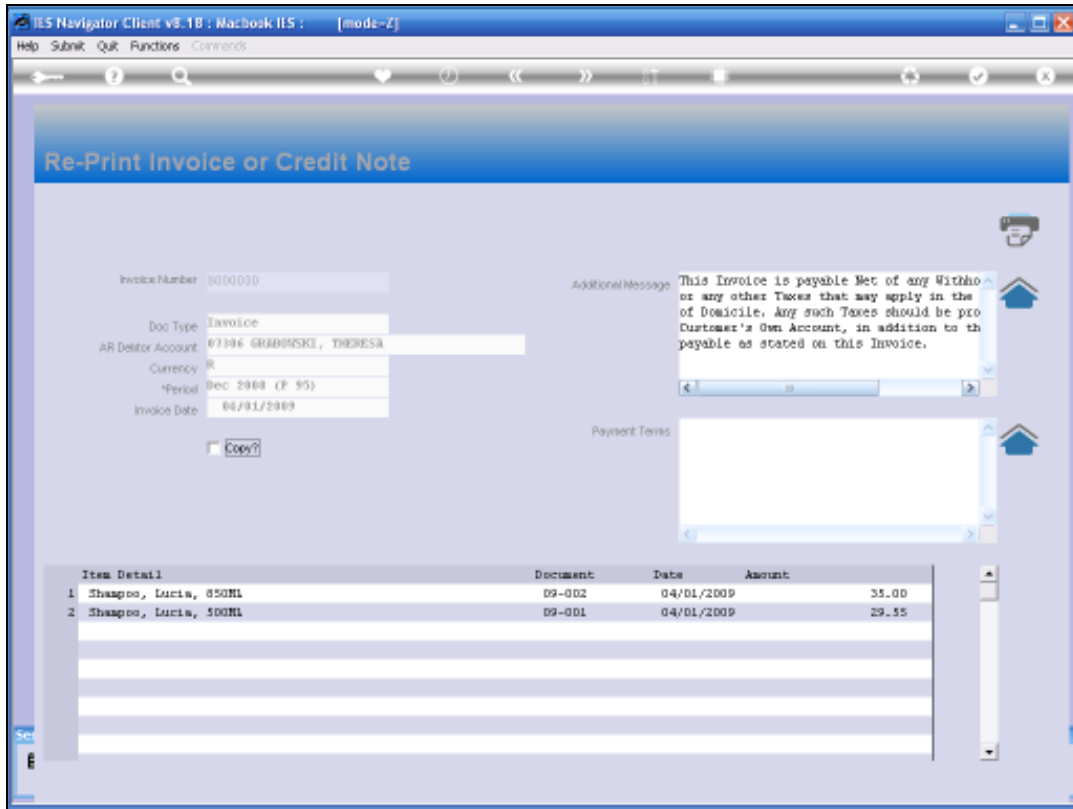 IES Navigator Client v8.18 : Macbook IES :   [mode=Z]
Help Submit Quit Functions Commands
Re-Print Invoice or Credit Note
Invoice Number 8000030
Doc Type Invoice
AR Debtor Account 07306 GRABOWSKI, THERESA
Currency R
*Period Dec 2008 (P 95)
Invoice Date 04/01/2009
Copy?
Additional Message This Invoice is payable Net of any Withho
or any other Taxes that may apply in the
of Domicile. Any such Taxes should be pro
Customer's Own Account, in addition to th
payable as stated on this Invoice.
Payment Terms
Item Detail Document Date Amount
1 Shampoo, Lucin, 850ML 09-002 04/01/2009 35.00
2 Shampoo, Lucin, 500ML 09-001 04/01/2009 29.55
Se